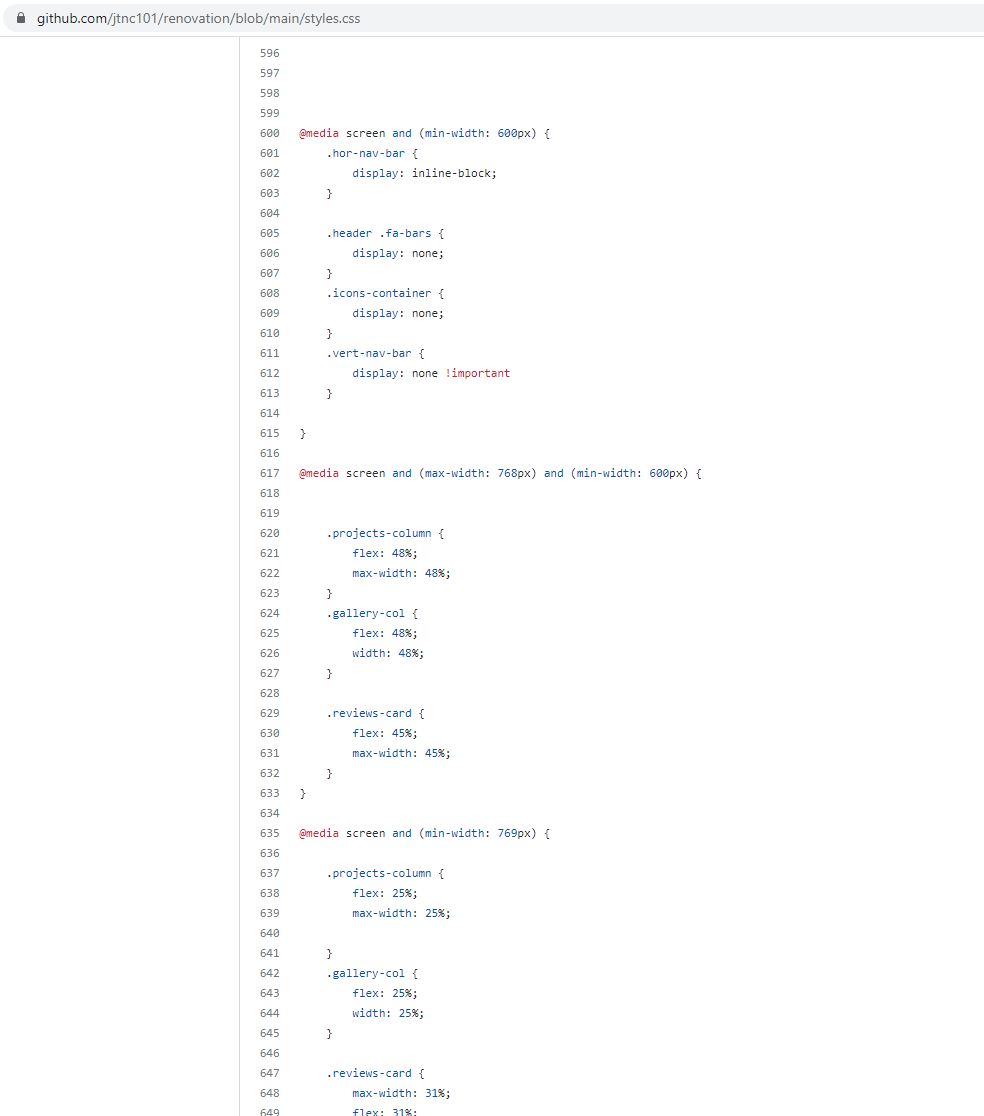 github.com/jtnc101/renovation/blob/main/styles.css
596
597
598
599
600 @media screen and (min-width: 600px) {
601 .hor-nav-bar {
602 display: inline-block;
603 }
604
605 .header .fa-bars {
606 display: none;
607 }
608 .icons-container {
609 display: none;
610 }
611 .vert-nav-bar {
612 display: none !important
613 }
614
615 }
616
617 @media screen and (max-width: 768px) and (min-width: 600px) {
618
619
620 .projects-column {
621 flex: 48%;
622 max-width: 48%;
623 }
624 .gallery-col {
625 flex: 48%;
626 width: 48%;
627 }
628
629 .reviews-card {
630 flex: 45%;
631 max-width: 45%;
632 }
633 }
634
635 @media screen and (min-width: 769px) {
636
637 .projects-column {
638 flex: 25%;
639 max-width: 25%;
640
641 }
642 .gallery-col {
643 flex: 25%;
644 width: 25%;
645 }
646
647 .reviews-card {
648 max-width: 31%;
649 flex: 31%;